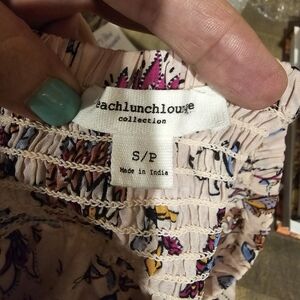 eachlunchlounge
collection
S/P
Made in India